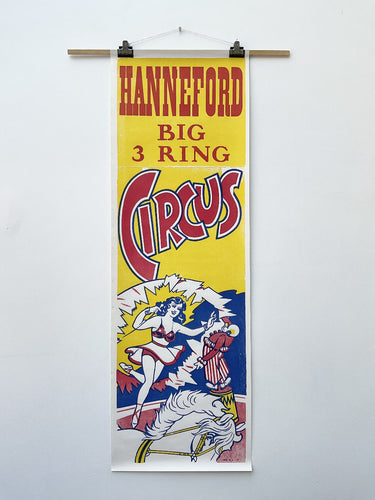 HANNEFORD
BIG
3 RING
CIRCUS